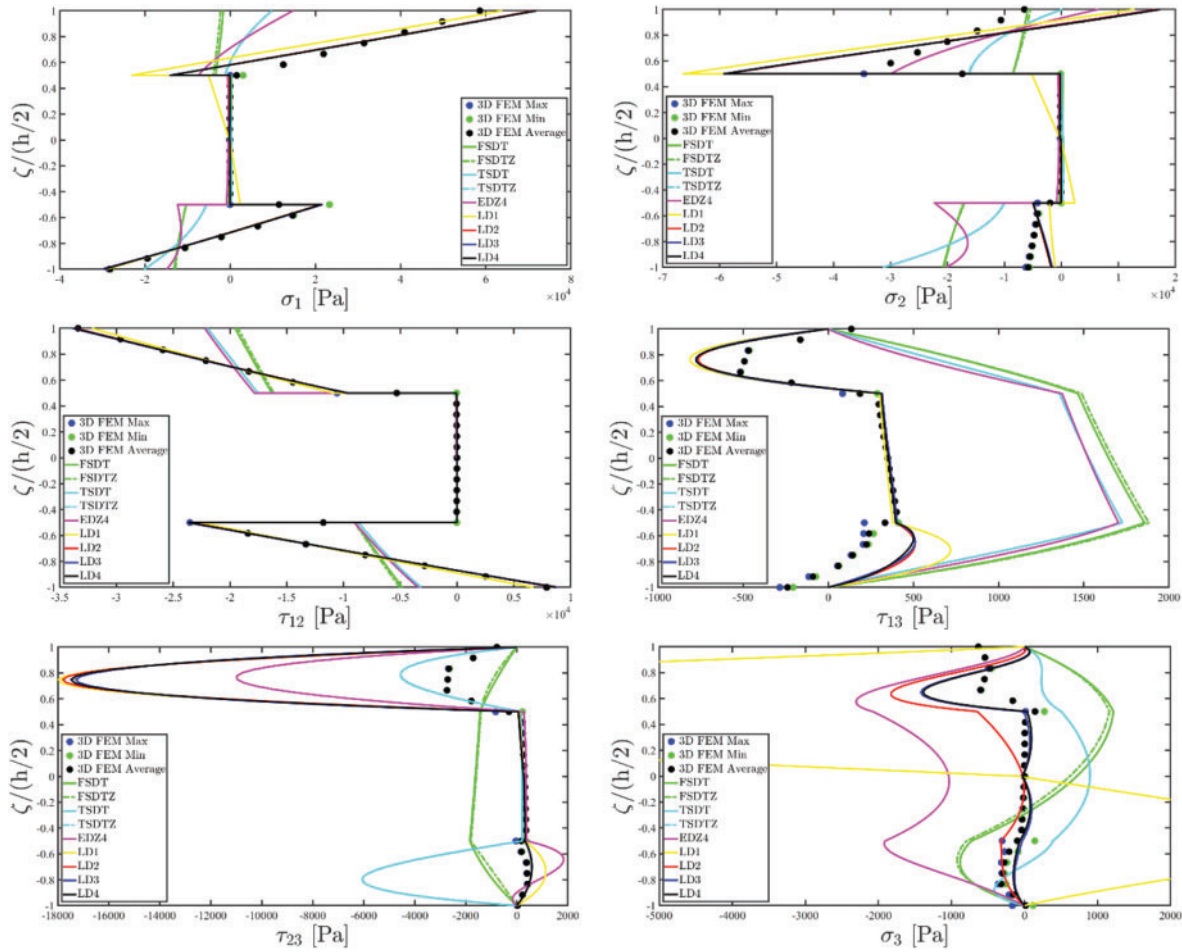 1
0.8
0.6
0.4
0.2
0
-0.2
-0.4
-0.6
-0.8
-1
ζ/(h/2)
3D FEM Max
3D FEM Min
3D FEM Average
FSDT
FSDTZ
TSDT
TSDTZ
EDZ4
LD1
LD2
LD3
LD4
-4 -2 0 2 4 6 8
×10⁴
σ₁ [Pa]
1
0.8
0.6
0.4
0.2
0
-0.2
-0.4
-0.6
-0.8
-1
ζ/(h/2)
3D FEM Max
3D FEM Min
3D FEM Average
FSDT
FSDTZ
TSDT
TSDTZ
EDZ4
LD1
LD2
LD3
LD4
-7 -6 -5 -4 -3 -2 -1 0 1 2
×10⁴
σ₂ [Pa]
1
0.8
0.6
0.4
0.2
0
-0.2
-0.4
-0.6
-0.8
-1
ζ/(h/2)
3D FEM Max
3D FEM Min
3D FEM Average
FSDT
FSDTZ
TSDT
TSDTZ
EDZ4
LD1
LD2
LD3
LD4
-3.5 -3 -2.5 -2 -1.5 -1 -0.5 0 0.5 1
×10⁴
τ₁₂ [Pa]
1
0.8
0.6
0.4
0.2
0
-0.2
-0.4
-0.6
-0.8
-1
ζ/(h/2)
3D FEM Max
3D FEM Min
3D FEM Average
FSDT
FSDTZ
TSDT
TSDTZ
EDZ4
LD1
LD2
LD3
LD4
-1000 -500 0 500 1000 1500 2000
τ₁₃ [Pa]
1
0.8
0.6
0.4
0.2
0
-0.2
-0.4
-0.6
-0.8
-1
ζ/(h/2)
3D FEM Max
3D FEM Min
3D FEM Average
FSDT
FSDTZ
TSDT
TSDTZ
EDZ4
LD1
LD2
LD3
LD4
-18000 -16000 -14000 -12000 -10000 -8000 -6000 -4000 -2000 0 2000
τ₂₃ [Pa]
1
0.8
0.6
0.4
0.2
0
-0.2
-0.4
-0.6
-0.8
-1
ζ/(h/2)
3D FEM Max
3D FEM Min
3D FEM Average
FSDT
FSDTZ
TSDT
TSDTZ
EDZ4
LD1
LD2
LD3
LD4
-5000 -4000 -3000 -2000 -1000 0 1000 2000
σ₃ [Pa]